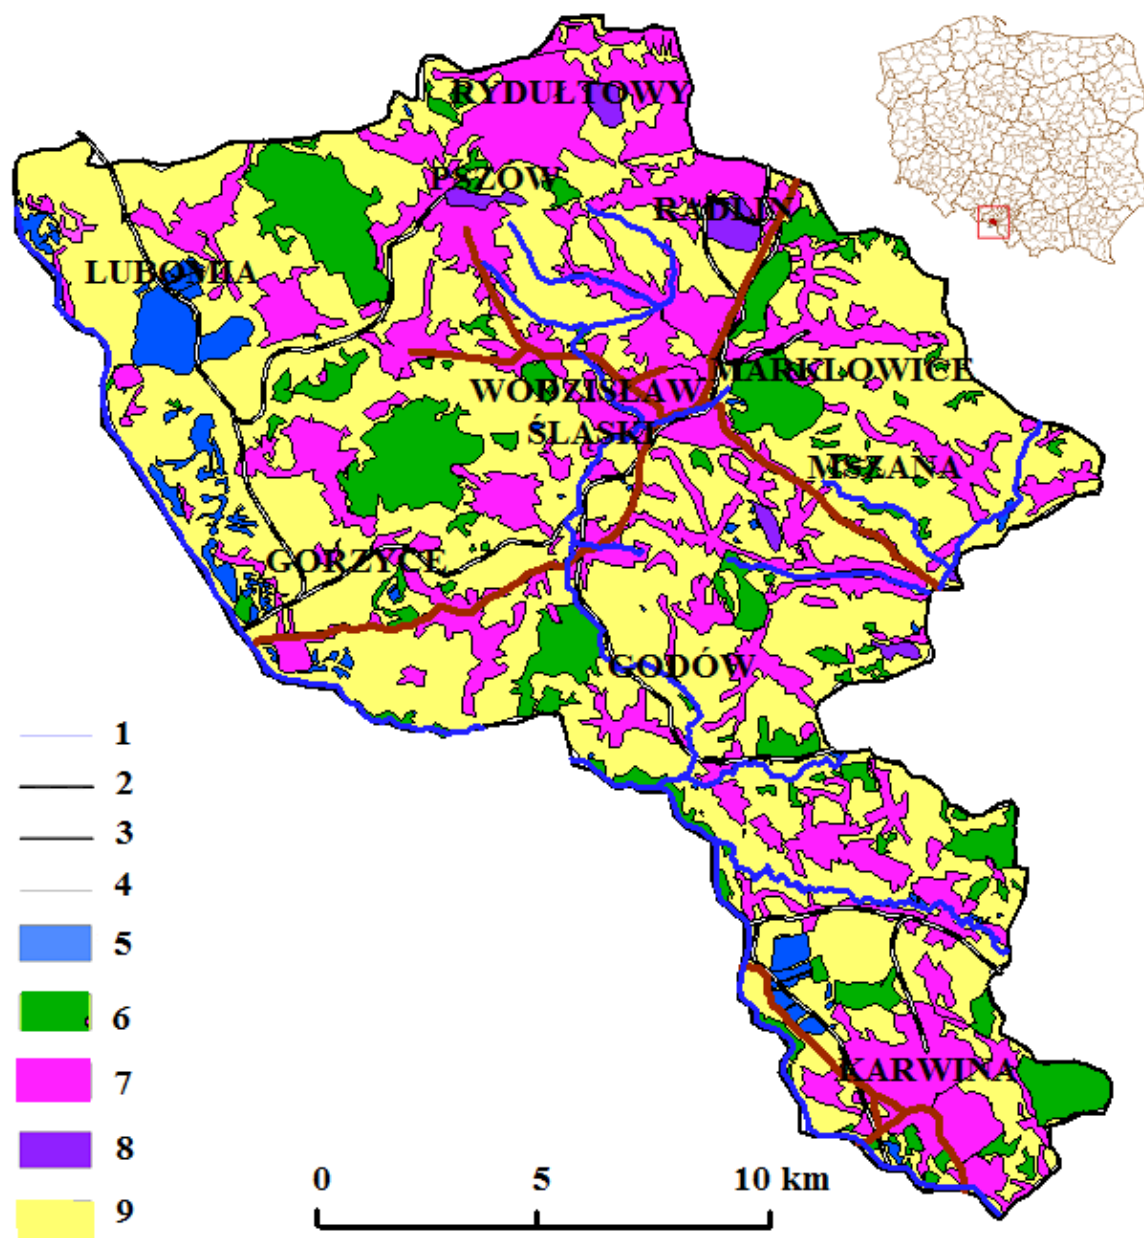 RYDUŁTOWY
PSZÓW
RADLIN
LUBOMIA
WODZISŁAW
ŚLĄSKI
MARKLOWICE
MSZANA
GORZYCE
GODÓW
KARWINA
1
2
3
4
5
6
7
8
9
0 5 10 km